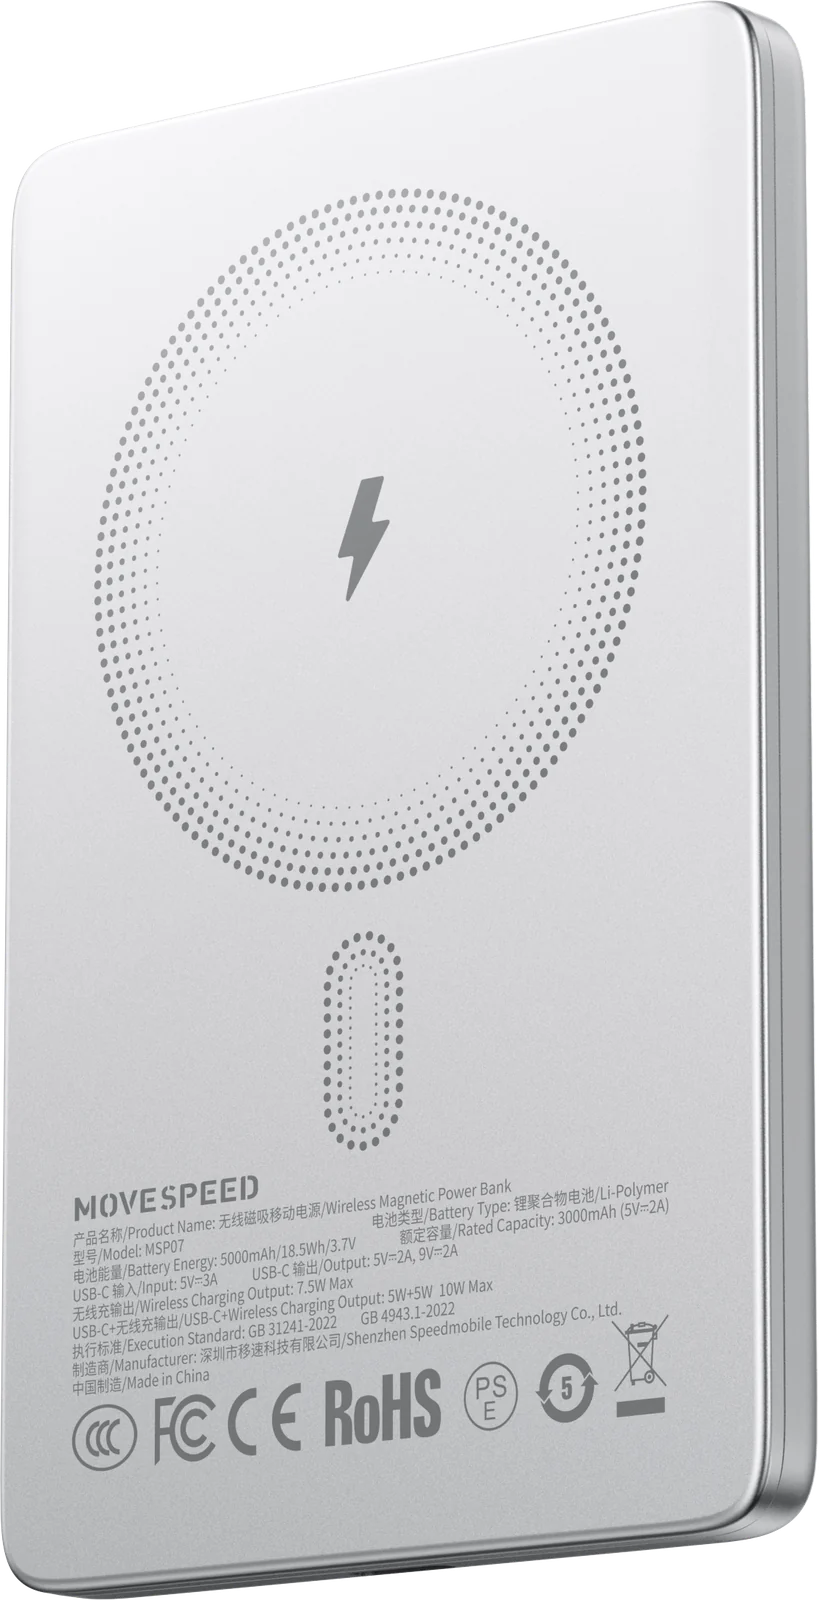 MOVESPEED
产品名称/Product Name: 无线磁吸移动电源/Wireless Magnetic Power Bank
型号/Model: MSP07 电池类型/Battery Type: 锂聚合物电池/Li-Polymer
电池能量/Battery Energy: 5000mAh/18.5Wh/3.7V 额定容量/Rated Capacity: 3000mAh (5V⎓2A)
USB-C 输入/Input: 5V⎓3A USB-C 输出/Output: 5V⎓2A, 9V⎓2A
无线充输出/Wireless Charging Output: 7.5W Max
USB-C+无线充输出/USB-C+Wireless Charging Output: 5W+5W 10W Max
执行标准/Execution Standard: GB 31241-2022 GB 4943.1-2022
制造商/Manufacturer: 深圳市移速科技有限公司/Shenzhen Speedmobile Technology Co., Ltd.
中国制造/Made in China
CCC FC CE RoHS PSE 5